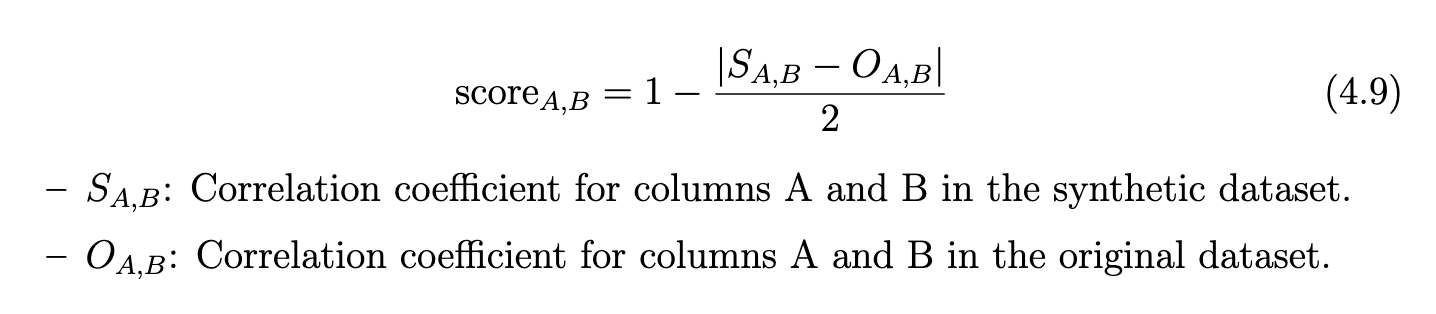 score_{A,B} = 1 − \frac{|S_{A,B} − O_{A,B}|}{2} (4.9)
– S_{A,B}: Correlation coefficient for columns A and B in the synthetic dataset.
– O_{A,B}: Correlation coefficient for columns A and B in the original dataset.